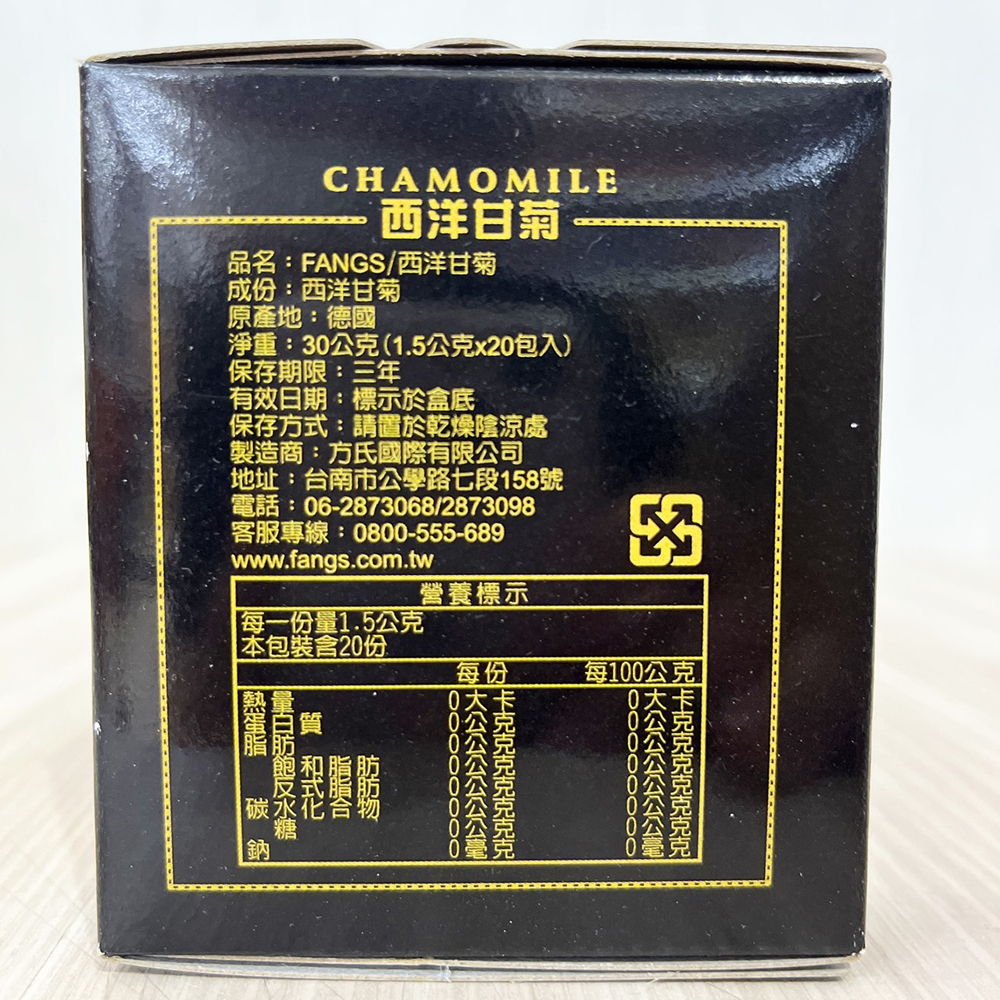 CHAMOMILE
西洋甘菊
品名：FANGS/西洋甘菊
成份：西洋甘菊
原產地：德國
淨重：30公克(1.5公克x20包入)
保存期限：三年
有效日期：標示於盒底
保存方式：請置於乾燥陰涼處
製造商：方氏國際有限公司
地址：台南市公學路七段158號
電話：06-2873068/2873098
客服專線：0800-555-689
www.fangs.com.tw
營養標示
每一份量1.5公克
本包裝含20份
每份 每100公克
熱量 0大卡 0大卡
蛋白質 0公克 0公克
脂肪 0公克 0公克
飽和脂肪 0公克 0公克
反式脂肪 0公克 0公克
碳水化合物 0公克 0公克
糖 0公克 0公克
鈉 0毫克 0毫克